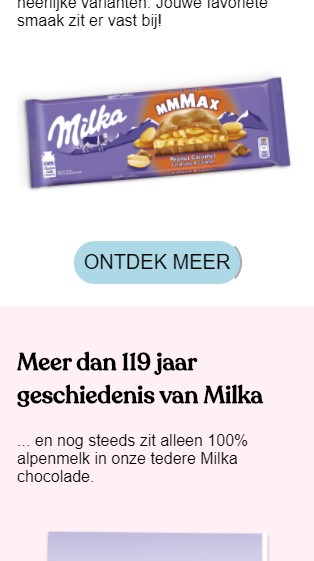 heerlijke varianten. Jouwe favoriete
smaak zit er vast bij!
Milka
MMMAX
Peanut Caramel
ONTDEK MEER
Meer dan 119 jaar
geschiedenis van Milka
... en nog steeds zit alleen 100%
alpenmelk in onze tedere Milka
chocolade.